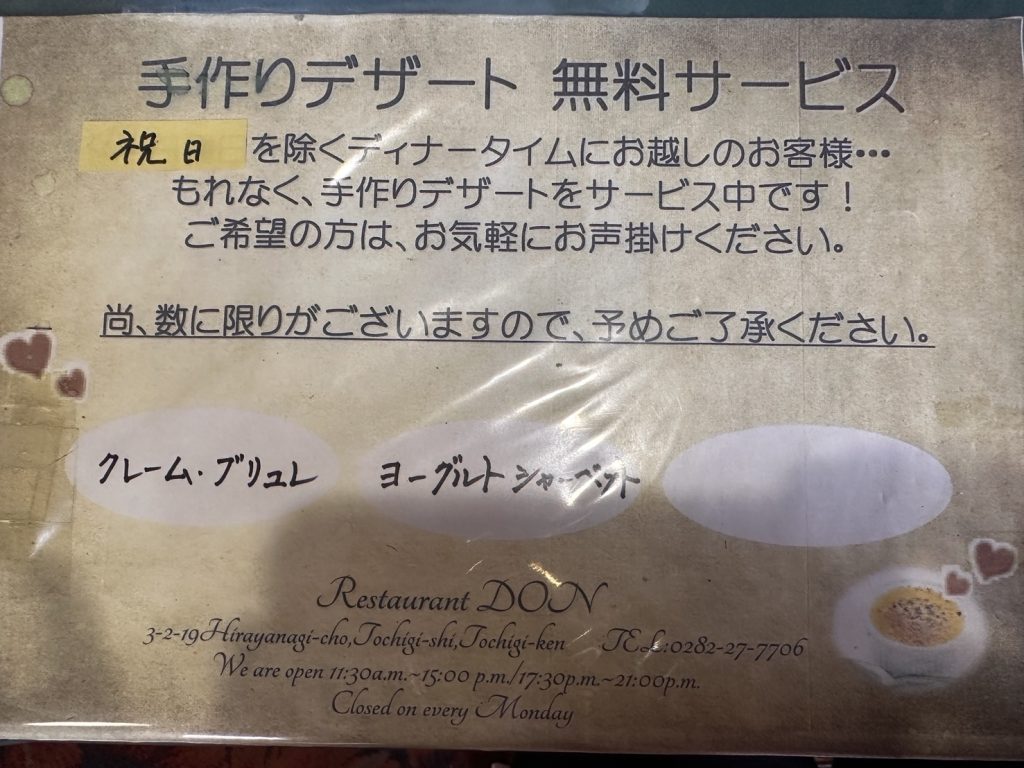 手作りデザート 無料サービス
祝日を除くディナータイムにお越しのお客様・・・
もれなく、手作りデザートをサービス中です！
ご希望の方は、お気軽にお声掛けください。
尚、数に限りがございますので、予めご了承ください。
クレーム・ブリュレ ヨーグルトシャーベット
Restaurant DON
3-2-19Hirayanagi-cho,Tochigi-shi,Tochigi-ken TEL:0282-27-7706
We are open 11:30a.m.~15:00 p.m./17:30p.m.~21:00p.m.
Closed on every Monday